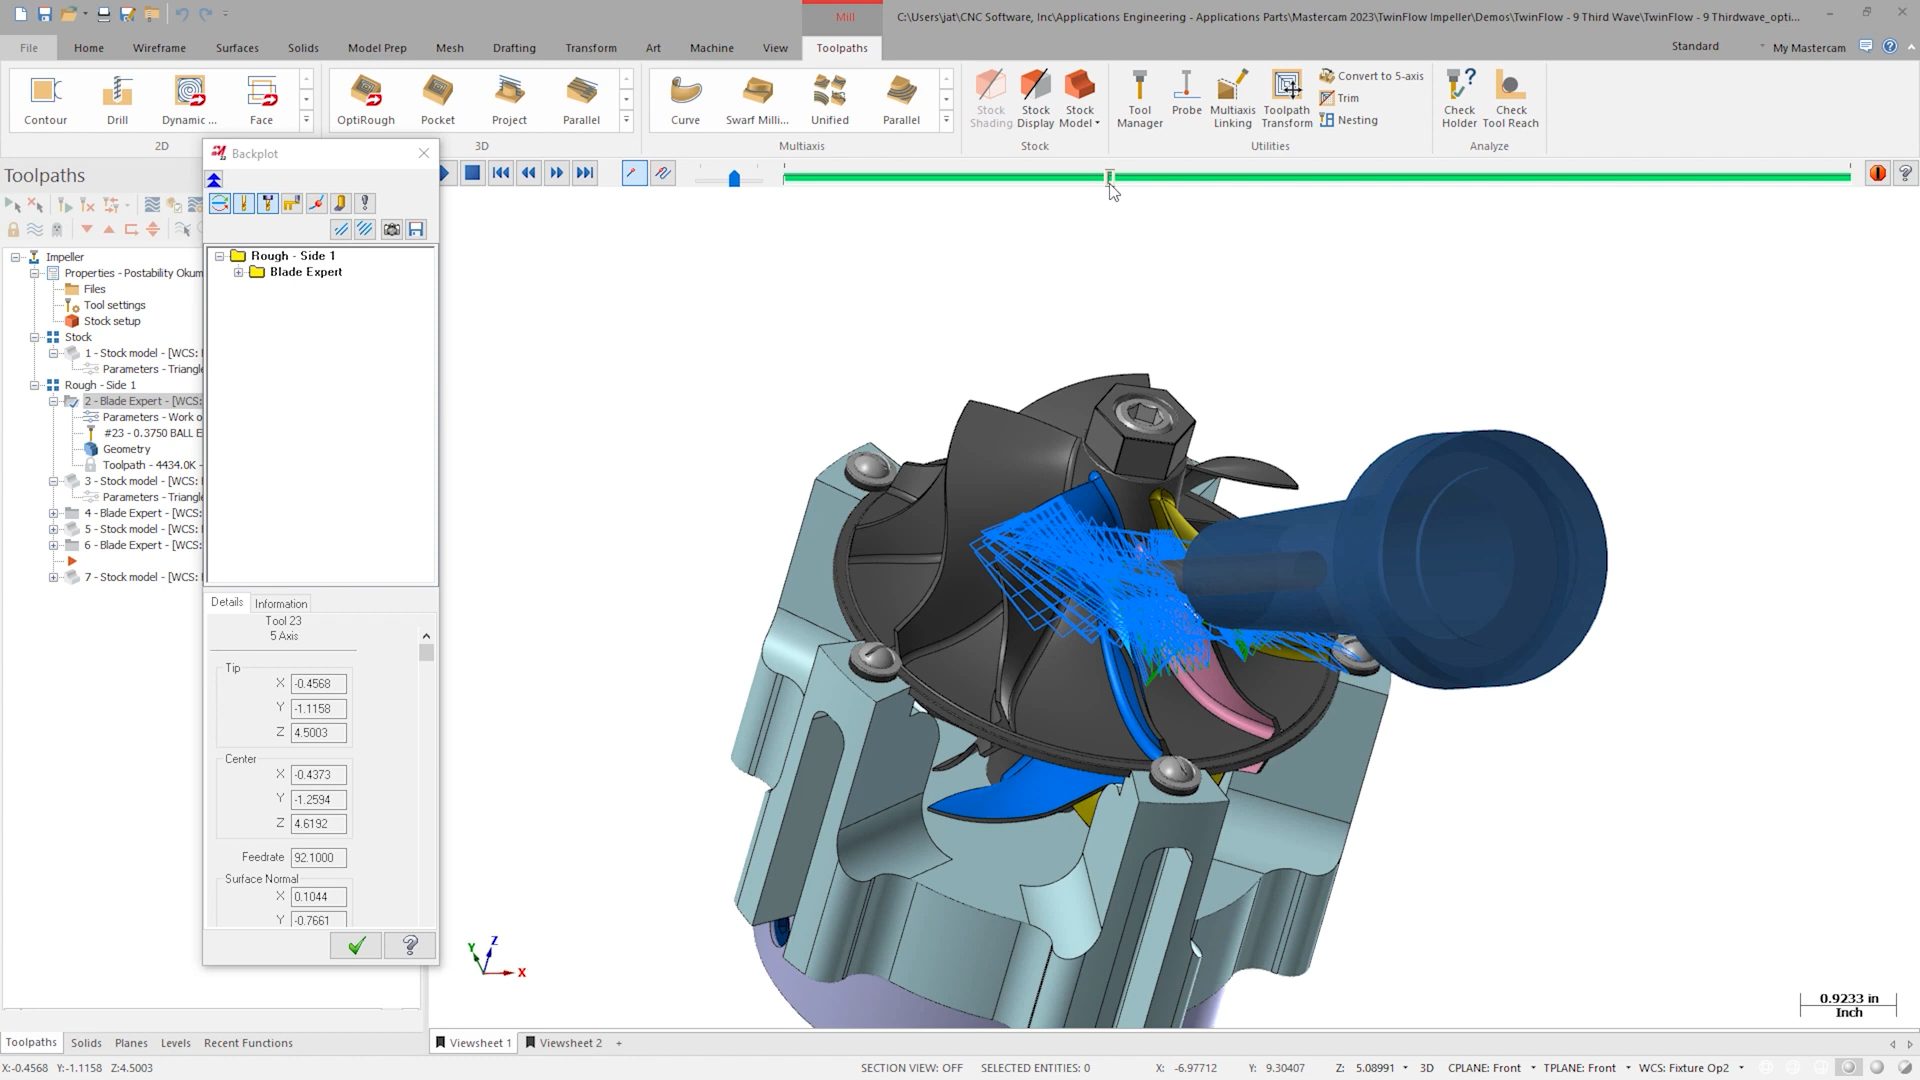 Mill
C:\Users\jat\CNC Software, Inc\Applications Engineering - Applications Parts\Mastercam 2023\TwinFlow Impeller\Demos\TwinFlow - 9 Third Wave\TwinFlow - 9 Thirdwave_opti...
File Home Wireframe Surfaces Solids Model Prep Mesh Drafting Transform Art Machine View Toolpaths
Standard My Mastercam
Contour Drill Dynamic ... Face
OptiRough Pocket Project Parallel
Curve Swarf Milli... Unified Parallel
Stock Shading Stock Display Stock Model
Tool Manager Probe Multiaxis Linking Toolpath Transform
Convert to 5-axis
Trim
Nesting
Check Holder Check Tool Reach
2D 3D Multiaxis Stock Utilities Analyze
Toolpaths
Backplot
Impeller
Properties - Postability Okum
Files
Tool settings
Stock setup
Stock
1 - Stock model - [WCS:
Parameters - Triangl
Rough - Side 1
2 - Blade Expert - [WCS:
Parameters - Work o
#23 - 0.3750 BALL E
Geometry
Toolpath - 4434.0K -
3 - Stock model - [WCS:
Parameters - Triangl
4 - Blade Expert - [WCS:
5 - Stock model - [WCS:
6 - Blade Expert - [WCS:
7 - Stock model - [WCS:
Rough - Side 1
Blade Expert
Details Information
Tool 23
5 Axis
Tip
X -0.4568
Y -1.1158
Z 4.5003
Center
X -0.4373
Y -1.2594
Z 4.6192
Feedrate 92.1000
Surface Normal
X 0.1044
Y -0.7661
Y Z X
0.9233 in
Inch
Toolpaths Solids Planes Levels Recent Functions
Viewsheet 1 Viewsheet 2 +
X:-0.4568 Y:-1.1158 Z:4.5003
SECTION VIEW: OFF SELECTED ENTITIES: 0 X: -6.97712 Y: 9.30407 Z: 5.08991 3D CPLANE: Front TPLANE: Front WCS: Fixture Op2